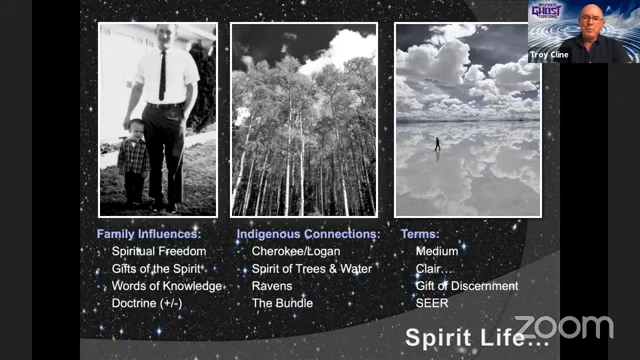 GHOST
Troy Cline
Family Influences:
Spiritual Freedom
Gifts of the Spirit
Words of Knowledge
Doctrine (+/-)
Indigenous Connections:
Cherokee/Logan
Spirit of Trees & Water
Ravens
The Bundle
Terms:
Medium
Clair…
Gift of Discernment
SEER
Spirit Life…
zoom